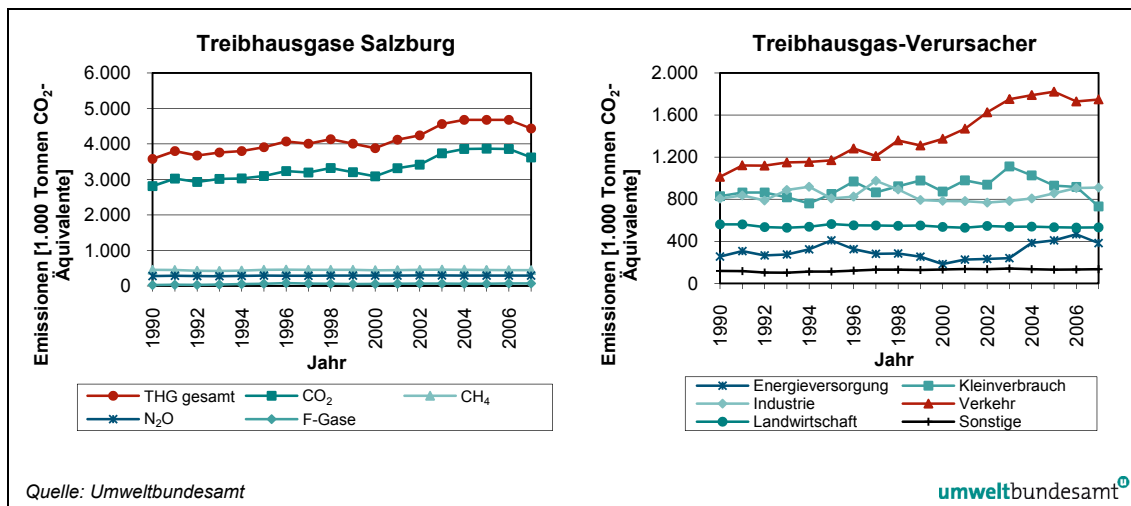 Treibhausgase Salzburg
Emissionen [1.000 Tonnen CO₂-
Äquivalente]
6.000
5.000
4.000
3.000
2.000
1.000
0
1990
1992
1994
1996
1998
2000
2002
2004
2006
Jahr
THG gesamt
CO₂
CH₄
N₂O
F-Gase
Treibhausgas-Verursacher
Emissionen [1.000 Tonnen CO₂-
Äquivalente]
2.000
1.600
1.200
800
400
0
1990
1992
1994
1996
1998
2000
2002
2004
2006
Jahr
Energieversorgung
Kleinverbrauch
Industrie
Verkehr
Landwirtschaft
Sonstige
Quelle: Umweltbundesamt
umweltbundesamt u